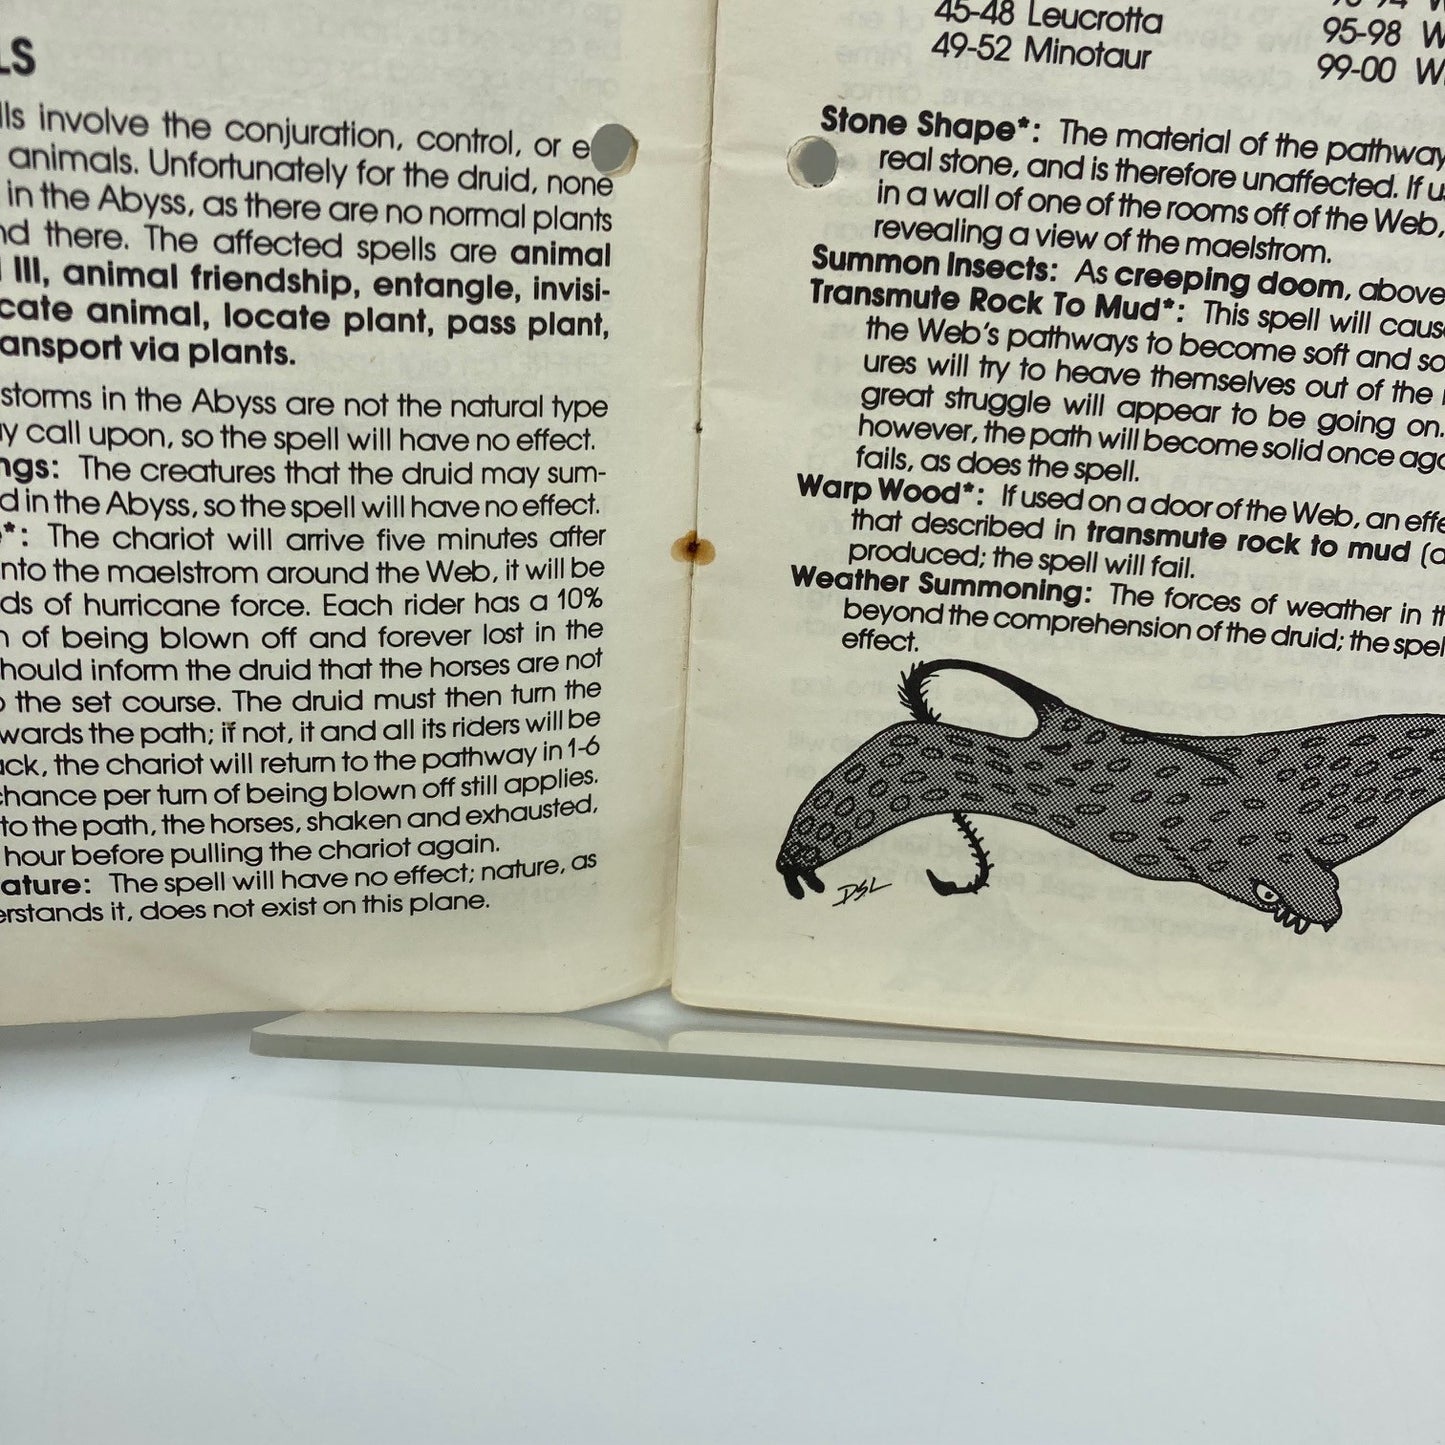 LS
lls involve the conjuration, control, or e
animals. Unfortunately for the druid, none
in the Abyss, as there are no normal plants
nd there. The affected spells are animal
III, animal friendship, entangle, invisi-
cate animal, locate plant, pass plant,
ansport via plants.
storms in the Abyss are not the natural type
y call upon, so the spell will have no effect.
ngs: The creatures that the druid may sum-
d in the Abyss, so the spell will have no effect.
*: The chariot will arrive five minutes after
nto the maelstrom around the Web, it will be
ds of hurricane force. Each rider has a 10%
n of being blown off and forever lost in the
hould inform the druid that the horses are not
o the set course. The druid must then turn the
wards the path; if not, it and all its riders will be
ack, the chariot will return to the pathway in 1-6
chance per turn of being blown off still applies.
to the path, the horses, shaken and exhausted,
hour before pulling the chariot again.
ature: The spell will have no effect; nature, as
erstands it, does not exist on this plane.
45-48 Leucrotta
95-98 W
49-52 Minotaur
99-00 W
Stone Shape*: The material of the pathway
real stone, and is therefore unaffected. If u
in a wall of one of the rooms off of the Web,
revealing a view of the maelstrom.
Summon Insects: As creeping doom, above
Transmute Rock To Mud*: This spell will caus
the Web's pathways to become soft and so
ures will try to heave themselves out of the
great struggle will appear to be going on.
however, the path will become solid once aga
fails, as does the spell.
Warp Wood*: If used on a door of the Web, an effe
that described in transmute rock to mud (a
produced; the spell will fail.
Weather Summoning: The forces of weather in th
beyond the comprehension of the druid; the spel
effect.
DSL